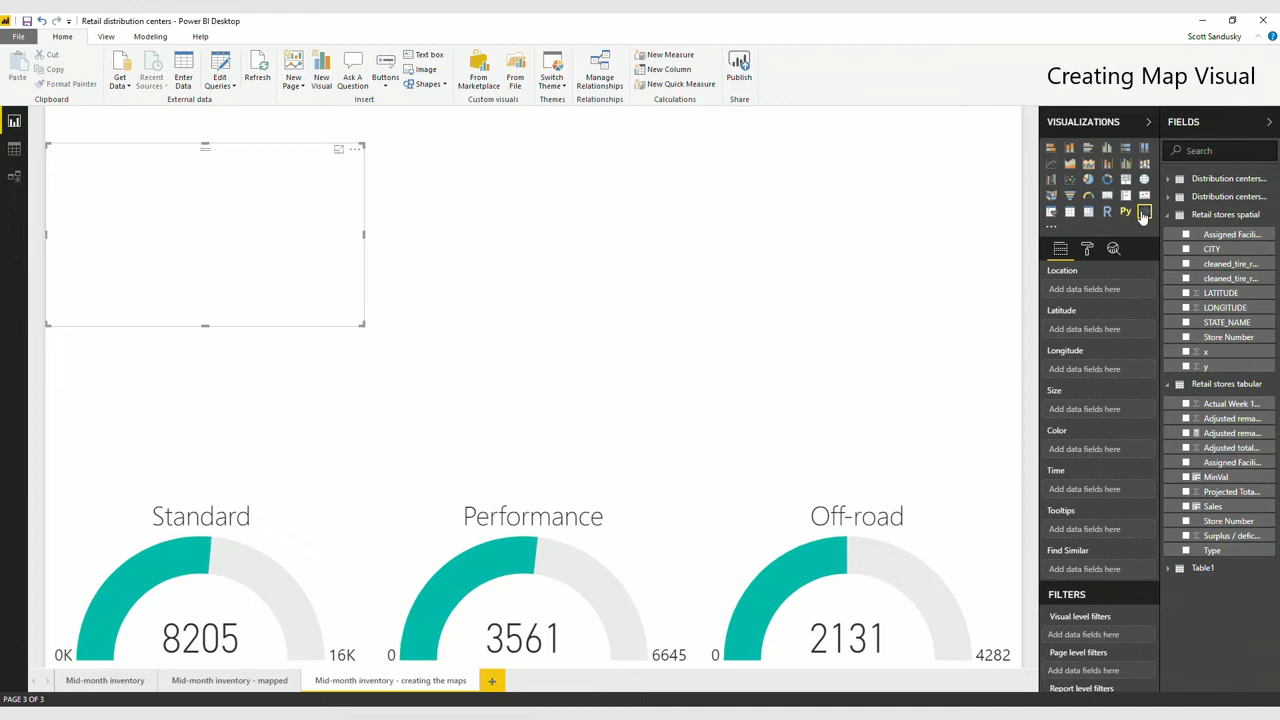 Retail distribution centers - Power BI Desktop
File Home View Modeling Help
Scott Sandusky
Cut
Copy
Format Painter
Paste
Get Data
Recent Sources
Enter Data
Edit Queries
Refresh
New Page
New Visual
Ask A Question
Buttons
Text box
Image
Shapes
From Marketplace
From File
Switch Theme
Manage Relationships
New Measure
New Column
New Quick Measure
Publish
Clipboard
External data
Insert
Custom visuals
Themes
Relationships
Calculations
Share
Creating Map Visual
VISUALIZATIONS
R Py
Location
Add data fields here
Latitude
Add data fields here
Longitude
Add data fields here
Size
Add data fields here
Color
Add data fields here
Time
Add data fields here
Tooltips
Add data fields here
Find Similar
Add data fields here
FILTERS
Visual level filters
Add data fields here
Page level filters
Add data fields here
Report level filters
FIELDS
Search
Distribution centers...
Distribution centers...
Retail stores spatial
Assigned Facili...
CITY
cleaned_tire_r...
cleaned_tire_r...
LATITUDE
LONGITUDE
STATE_NAME
Store Number
x
y
Retail stores tabular
Actual Week 1...
Adjusted rema...
Adjusted rema...
Adjusted total...
Assigned Facili...
MinVal
Projected Tota...
Sales
Store Number
Surplus / defic...
Type
Table1
Standard
8205
0K 16K
Performance
3561
0 6645
Off-road
2131
0 4282
Mid-month inventory
Mid-month inventory - mapped
Mid-month inventory - creating the maps
PAGE 3 OF 3